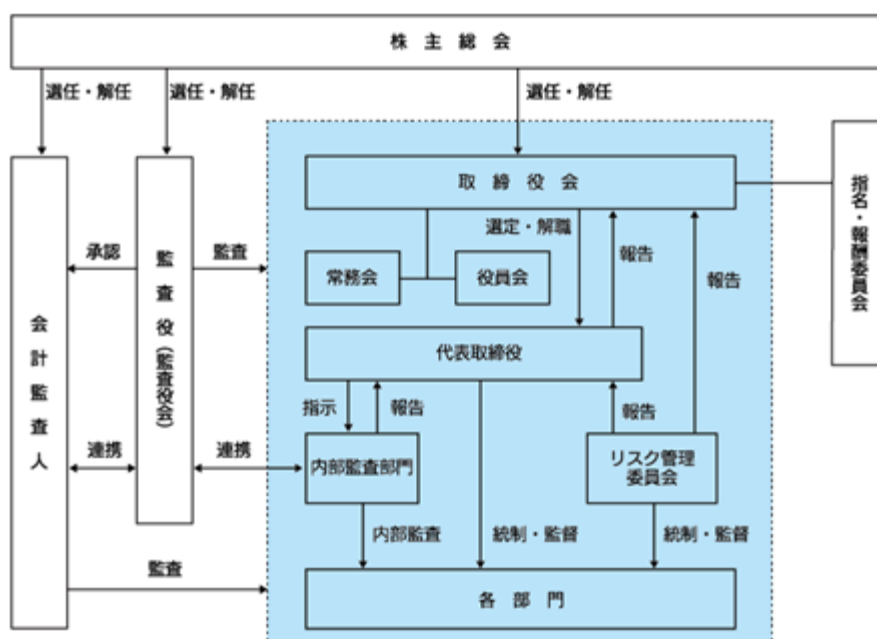 株主総会
選任・解任
選任・解任
選任・解任
取締役会
指名・報酬委員会
選定・解職
報告
報告
承認
監査
常務会
役員会
監査役(監査役会)
会計監査人
代表取締役
指示
報告
報告
連携
連携
内部監査部門
リスク管理
委員会
内部監査
統制・監督
統制・監督
監査
各部門